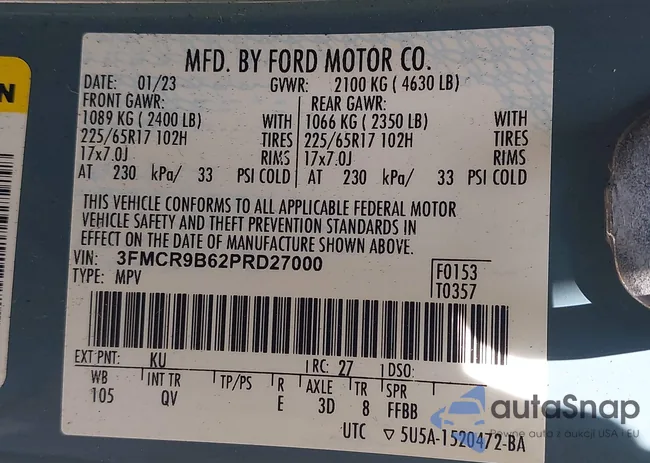 MFD. BY FORD MOTOR CO.
DATE: 01/23 GVWR: 2100 KG ( 4630 LB)
FRONT GAWR: REAR GAWR:
1089 KG ( 2400 LB) WITH 1066 KG ( 2350 LB) WITH
225/65R17 102H TIRES 225/65R17 102H TIRES
17x7.0J RIMS 17x7.0J RIMS
AT 230 kPa/ 33 PSI COLD AT 230 kPa/ 33 PSI COLD
THIS VEHICLE CONFORMS TO ALL APPLICABLE FEDERAL MOTOR
VEHICLE SAFETY AND THEFT PREVENTION STANDARDS IN
EFFECT ON THE DATE OF MANUFACTURE SHOWN ABOVE.
VIN: 3FMCR9B62PRD27000
TYPE: MPV
F0153
T0357
EXT PNT: KU RC: 27 DSO:
WB INT TR TP/PS R AXLE TR SPR
105 QV E 3D 8 FFBB
UTC ▽ 5U5A-1520472-BA
N
autoSnap
Pewne auto z aukcji USA i EU